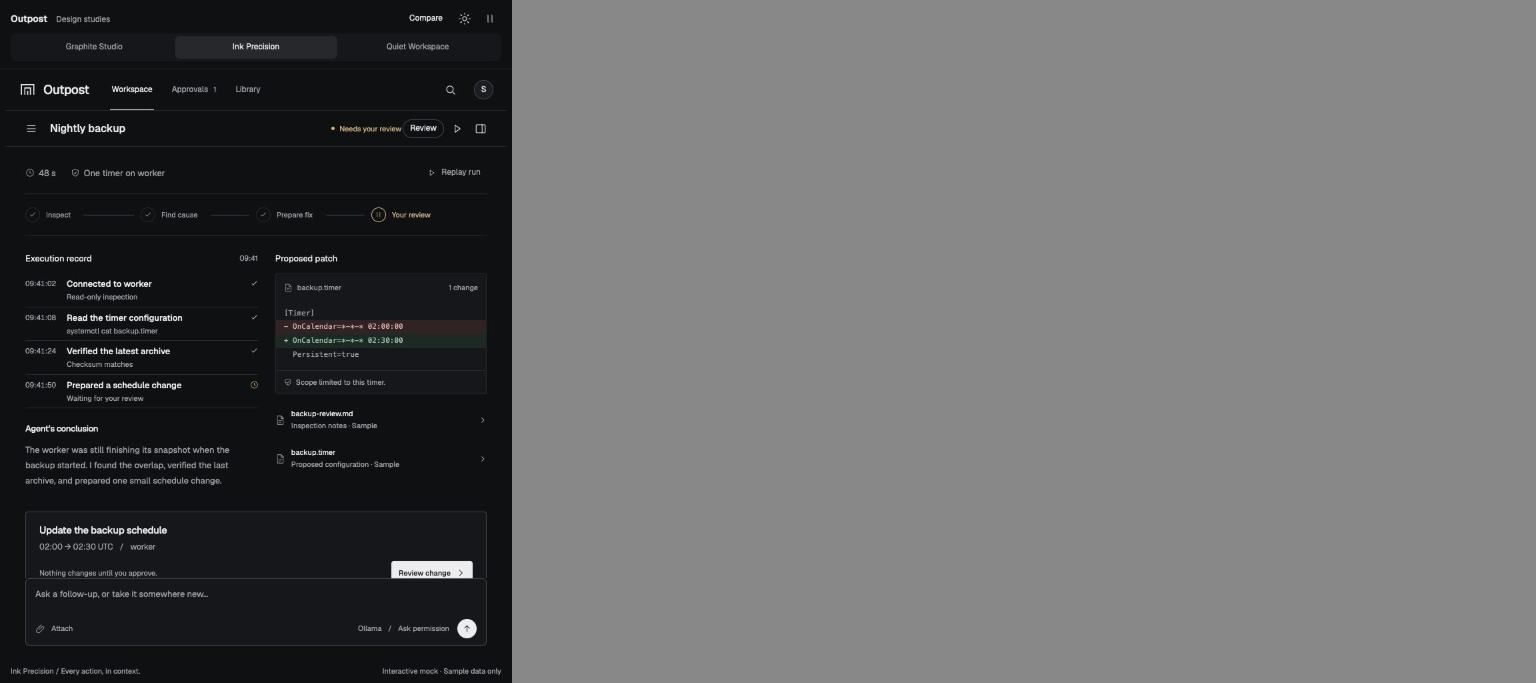 Outpost Design studies Compare
Graphite Studio Ink Precision Quiet Workspace
Outpost Workspace Approvals 1 Library S
Nightly backup Needs your review Review
48 s One timer on worker Replay run
Inspect Find cause Prepare fix Your review
Execution record 09:41
09:41:02 Connected to worker
Read-only inspection
09:41:08 Read the timer configuration
systemctl cat backup.timer
09:41:24 Verified the latest archive
Checksum matches
09:41:50 Prepared a schedule change
Waiting for your review
Agent's conclusion
The worker was still finishing its snapshot when the
backup started. I found the overlap, verified the last
archive, and prepared one small schedule change.
Proposed patch
backup.timer 1 change
[Timer]
- OnCalendar=*-*-* 02:00:00
+ OnCalendar=*-*-* 02:30:00
Persistent=true
Scope limited to this timer.
backup-review.md
Inspection notes · Sample
backup.timer
Proposed configuration · Sample
Update the backup schedule
02:00 → 02:30 UTC / worker
Nothing changes until you approve. Review change
Ask a follow-up, or take it somewhere new...
Attach Ollama / Ask permission
Ink Precision / Every action, in context. Interactive mock · Sample data only